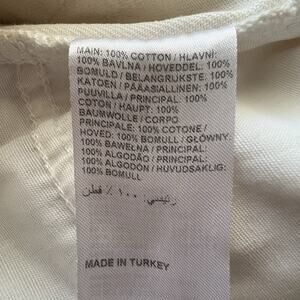 MAIN: 100% COTTON / HLAVNÍ:
100% BAVLNA / HOVEDDEL: 100%
BOMULD / BELANGRIJKSTE: 100%
KATOEN / PÄÄASIALLINEN: 100%
PUUVILLA / PRINCIPAL: 100%
COTON / HAUPT: 100%
BAUMWOLLE / CORPO
PRINCIPALE: 100% COTONE /
HOVED: 100% BOMULL / GŁÓWNY:
100% BAWEŁNA / PRINCIPAL:
100% ALGODÃO / PRINCIPAL: 100%
ALGODON / HUVUDSAKLIG:
100% BOMULL
رئيسي: ١٠٠ ٪ قطن
MADE IN TURKEY